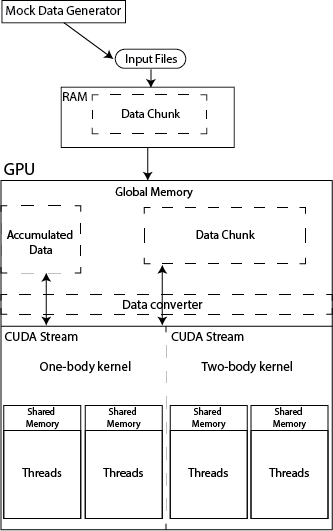 Mock Data Generator
Input Files
RAM
Data Chunk
GPU
Global Memory
Accumulated
Data
Data Chunk
Data converter
CUDA Stream
CUDA Stream
One-body kernel
Two-body kernel
Shared
Memory
Shared
Memory
Shared
Memory
Shared
Memory
Threads
Threads
Threads
Threads